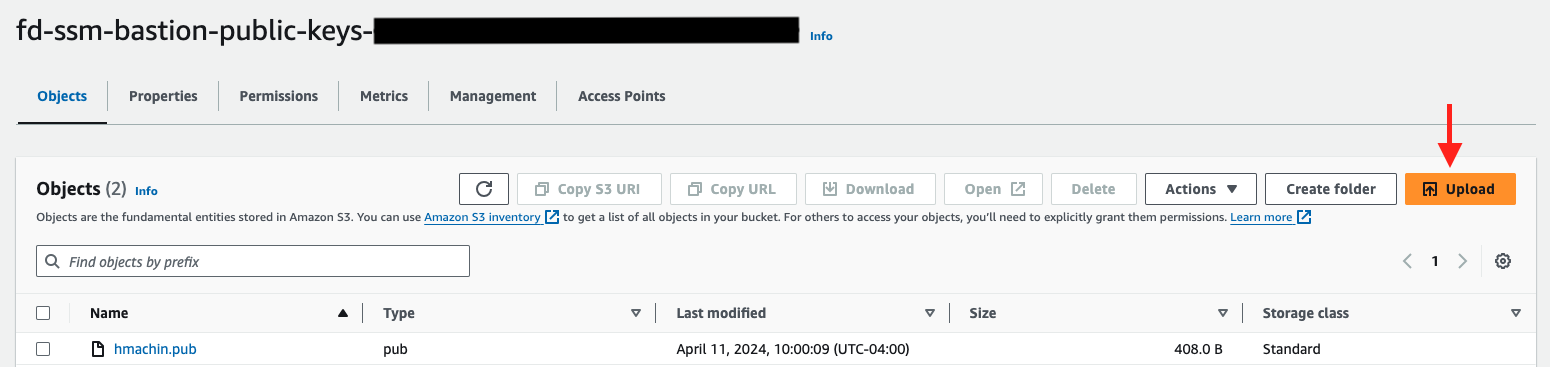 fd-ssm-bastion-public-keys- Info
Objects Properties Permissions Metrics Management Access Points
Objects (2) Info Copy S3 URI Copy URL Download Open Delete Actions Create folder Upload
Objects are the fundamental entities stored in Amazon S3. You can use Amazon S3 inventory to get a list of all objects in your bucket. For others to access your objects, you'll need to explicitly grant them permissions. Learn more
Find objects by prefix 1
Name Type Last modified Size Storage class
hmachin.pub pub April 11, 2024, 10:00:09 (UTC-04:00) 408.0 B Standard